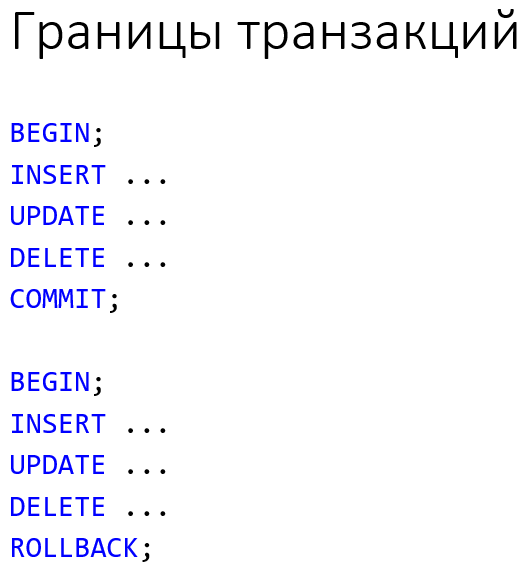 Границы транзакций
BEGIN;
INSERT ...
UPDATE ...
DELETE ...
COMMIT;
BEGIN;
INSERT ...
UPDATE ...
DELETE ...
ROLLBACK;